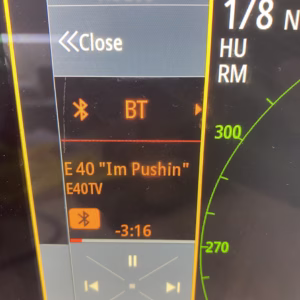 <<Close
1/8 N
HU
RM
BT
300
E 40 "Im Pushin"
E40TV
-3:16
270